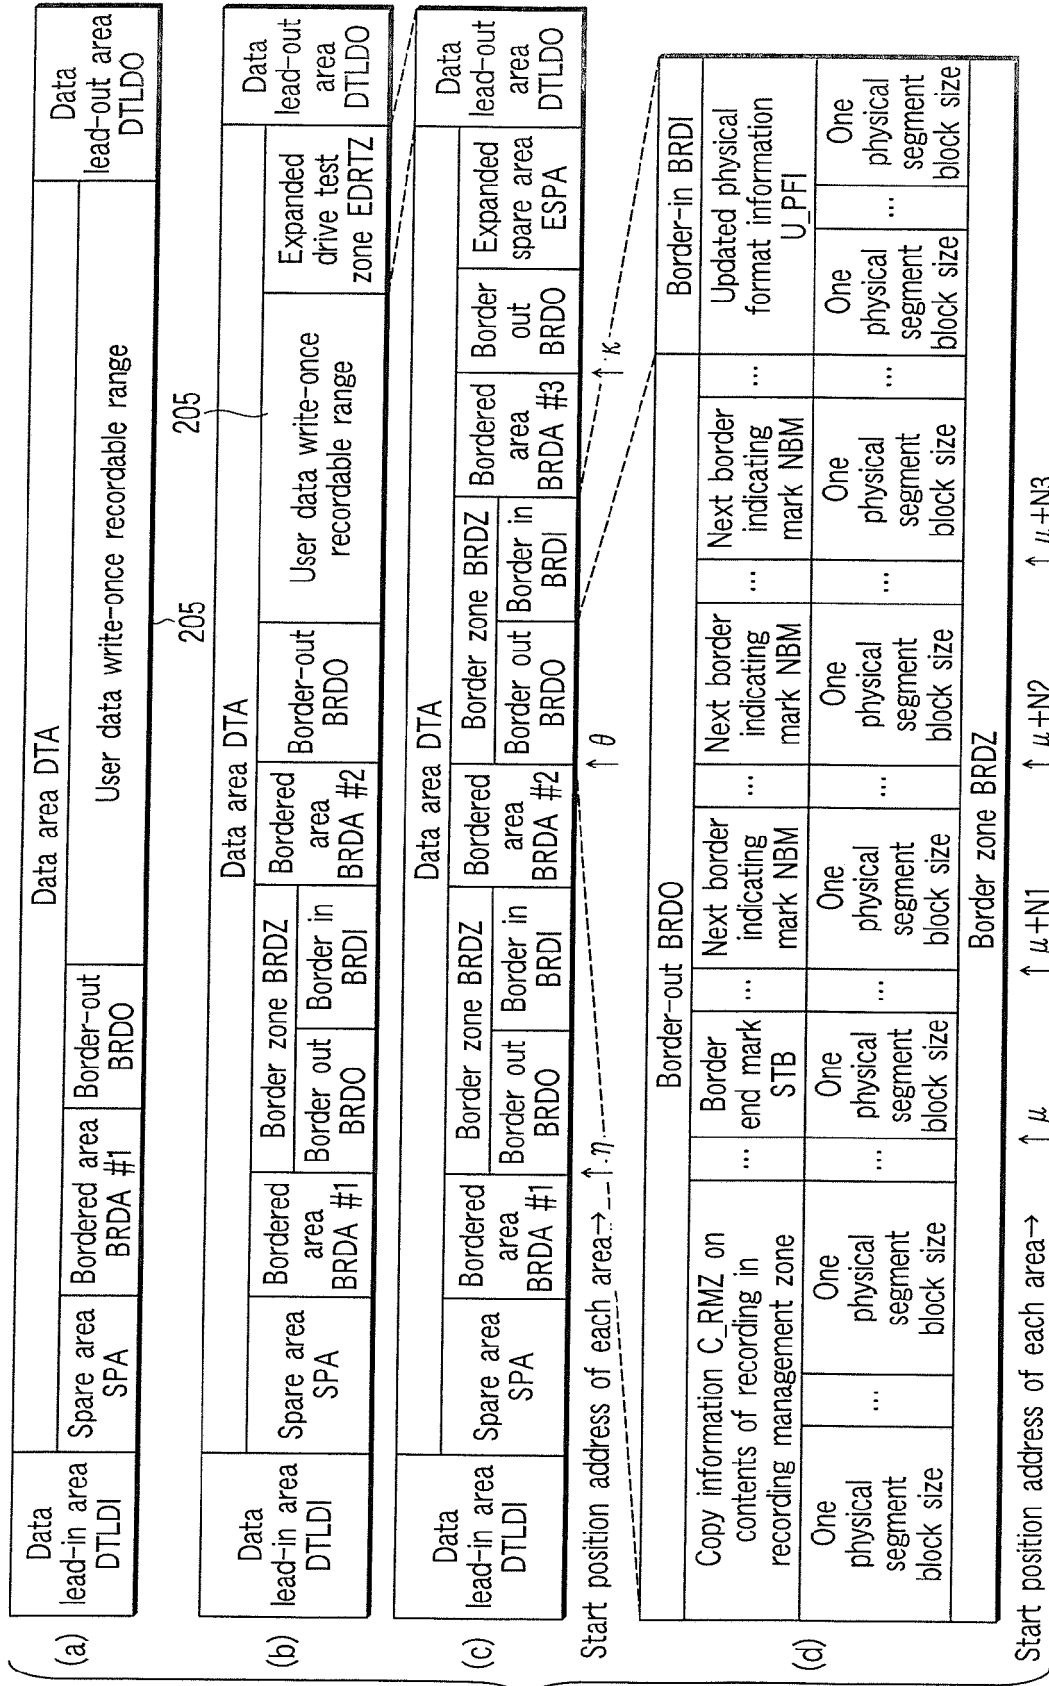 (a)
Data
lead-in area
DTLDI
Data area DTA
Spare area
SPA
Bordered area
BRDA #1
Border-out
BRDO
User data write-once recordable range
Data
lead-out area
DTLDO
205
(b)
Data
lead-in area
DTLDI
Data area DTA
Spare area
SPA
Bordered
area
BRDA #1
Border zone BRDZ
Border out
BRDO
Border in
BRDI
Bordered
area
BRDA #2
Border-out
BRDO
User data write-once
recordable range
Expanded
drive test
zone EDRTZ
Data
lead-out
area
DTLDO
205
(c)
Data
lead-in area
DTLDI
Data area DTA
Spare area
SPA
Bordered
area
BRDA #1
Border zone BRDZ
Border out
BRDO
Border in
BRDI
Bordered
area
BRDA #2
Border zone BRDZ
Border out
BRDO
Border in
BRDI
Bordered
area
BRDA #3
Border
out
BRDO
Expanded
spare area
ESPA
Data
lead-out
area
DTLDO
Start position address of each area→ ↑η ↑θ ↑κ
(d)
Border-out BRDO
Border-in BRDI
Copy information C_RMZ on
contents of recording in
recording management zone
...
Border
end mark
STB
...
Next border
indicating
mark NBM
...
Next border
indicating
mark NBM
...
Next border
indicating
mark NBM
...
Updated physical
format information
U_PFI
One
physical
segment
block size
...
One
physical
segment
block size
...
One
physical
segment
block size
...
One
physical
segment
block size
...
One
physical
segment
block size
...
One
physical
segment
block size
...
One
physical
segment
block size
...
One
physical
segment
block size
Border zone BRDZ
Start position address of each area→ ↑μ ↑μ+N1 ↑μ+N2 ↑μ+N3